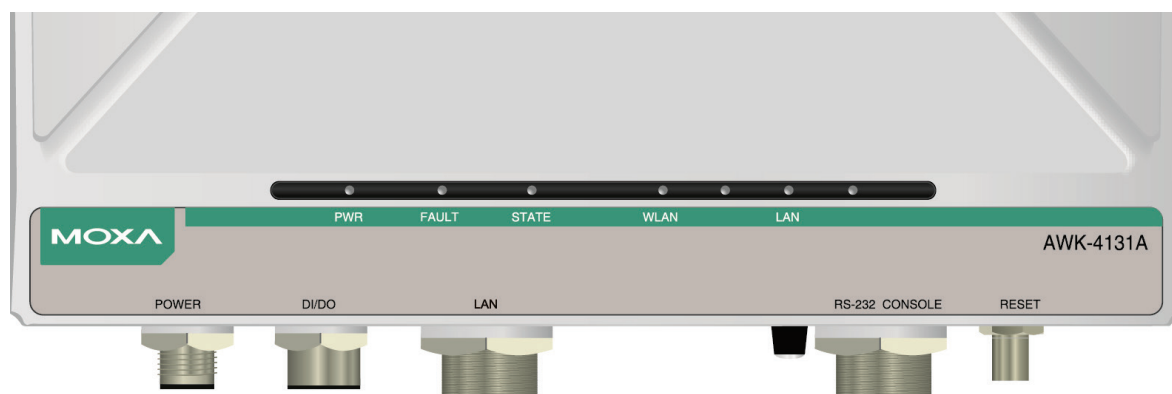 PWR FAULT STATE WLAN LAN
MOXA
AWK-4131A
POWER DI/DO LAN RS-232 CONSOLE RESET